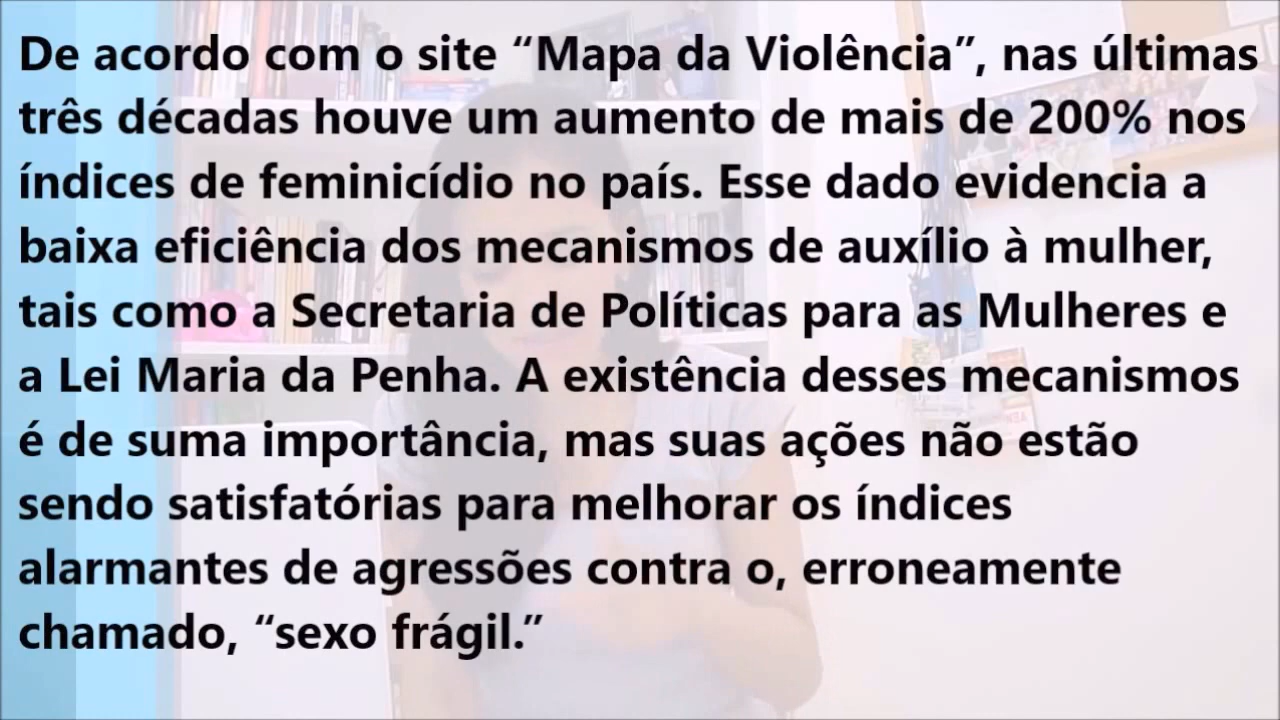 De acordo com o site “Mapa da Violência”, nas últimas
três décadas houve um aumento de mais de 200% nos
índices de feminicídio no país. Esse dado evidencia a
baixa eficiência dos mecanismos de auxílio à mulher,
tais como a Secretaria de Políticas para as Mulheres e
a Lei Maria da Penha. A existência desses mecanismos
é de suma importância, mas suas ações não estão
sendo satisfatórias para melhorar os índices
alarmantes de agressões contra o, erroneamente
chamado, “sexo frágil.”